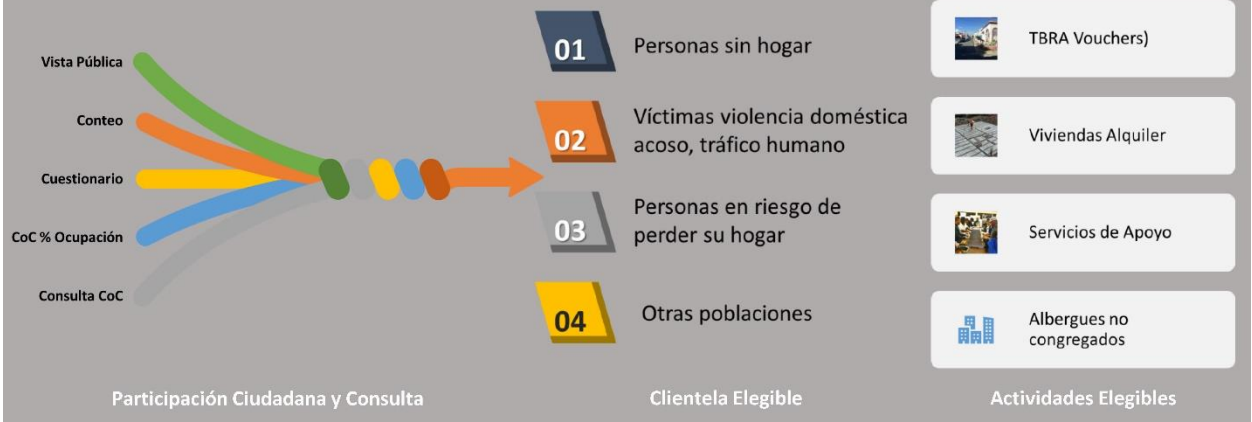 Vista Pública
Conteo
Cuestionario
CoC % Ocupación
Consulta CoC
Participación Ciudadana y Consulta
01
Personas sin hogar
02
Víctimas violencia doméstica
acoso, tráfico humano
03
Personas en riesgo de
perder su hogar
04
Otras poblaciones
Clientela Elegible
TBRA Vouchers)
Viviendas Alquiler
Servicios de Apoyo
Albergues no
congregados
Actividades Elegibles